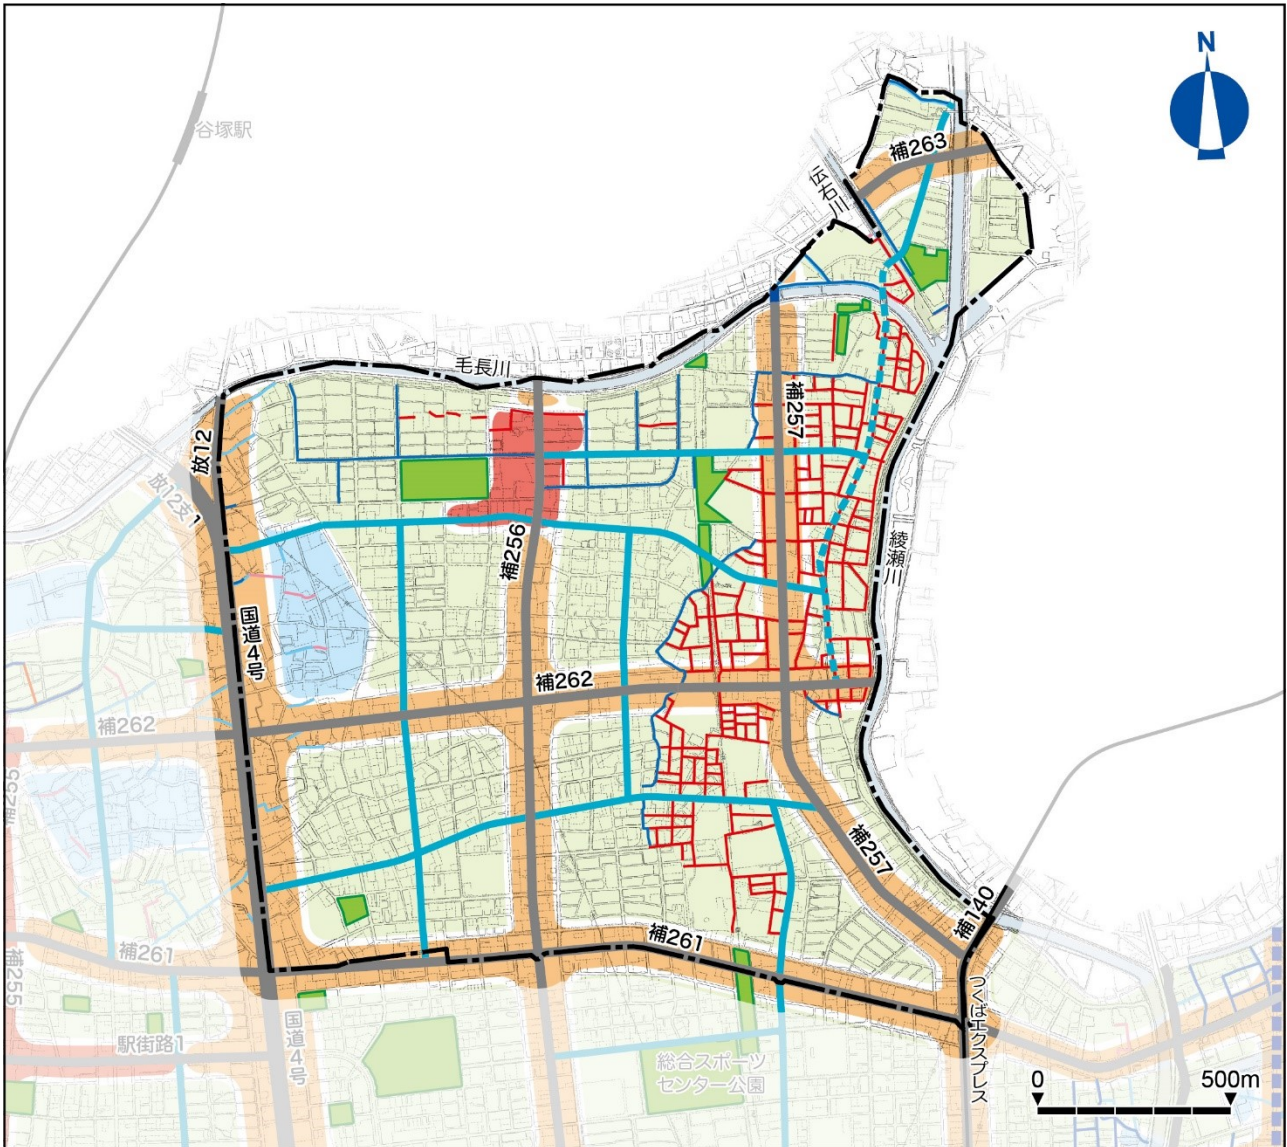 N
谷塚駅
補263
伝右川
毛長川
補257
放12
放12支1
綾瀬川
補256
国道4号
補262
補262
補255
補257
補140
補261
補261
補255
つくばエクスプレス
国道4号
駅街路1
総合スポーツ
センター公園
0 500m